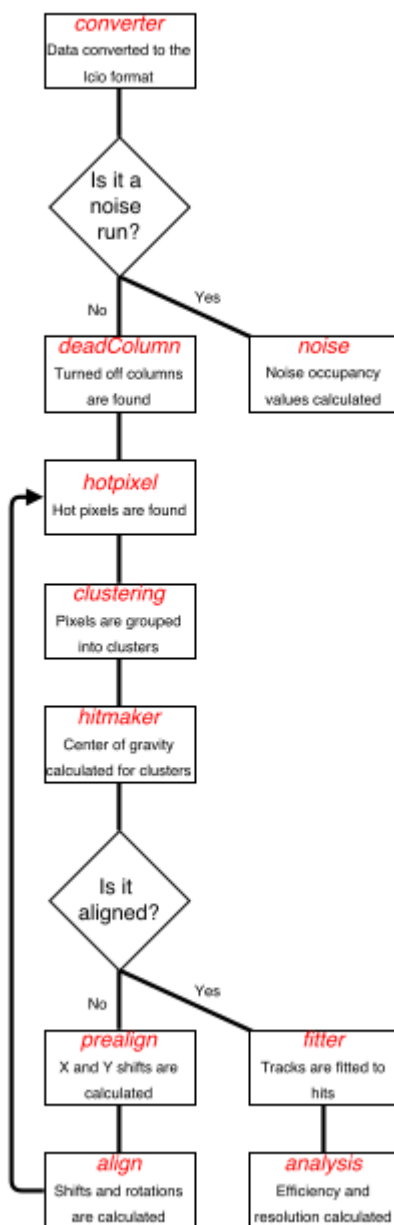 converter
Data converted to the
lcio format
Is it a
noise
run?
No
Yes
deadColumn
Turned off columns
are found
noise
Noise occupancy
values calculated
hotpixel
Hot pixels are found
clustering
Pixels are grouped
into clusters
hitmaker
Center of gravity
calculated for clusters
Is it
aligned?
No
Yes
prealign
X and Y shifts are
calculated
fitter
Tracks are fitted to
hits
align
Shifts and rotations
are calculated
analysis
Efficiency and
resolution calculated